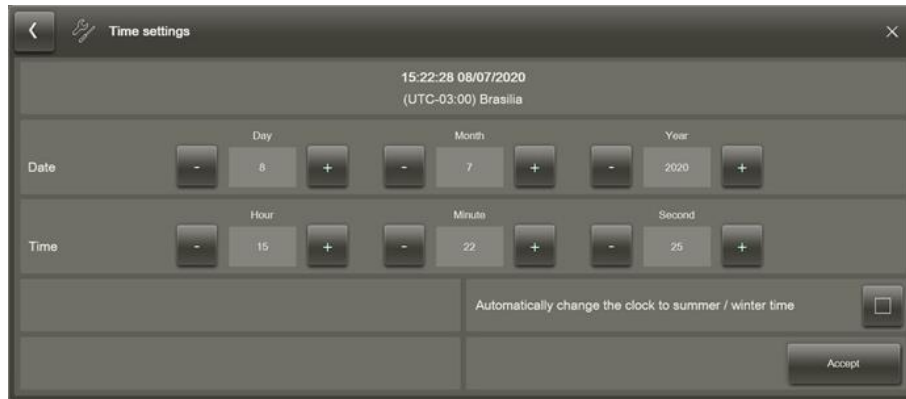 Time settings
15:22:28 08/07/2020
(UTC-03:00) Brasilia
Day Month Year
Date - 8 + - 7 + - 2020 +
Hour Minute Second
Time - 15 + - 22 + - 25 +
Automatically change the clock to summer / winter time
Accept